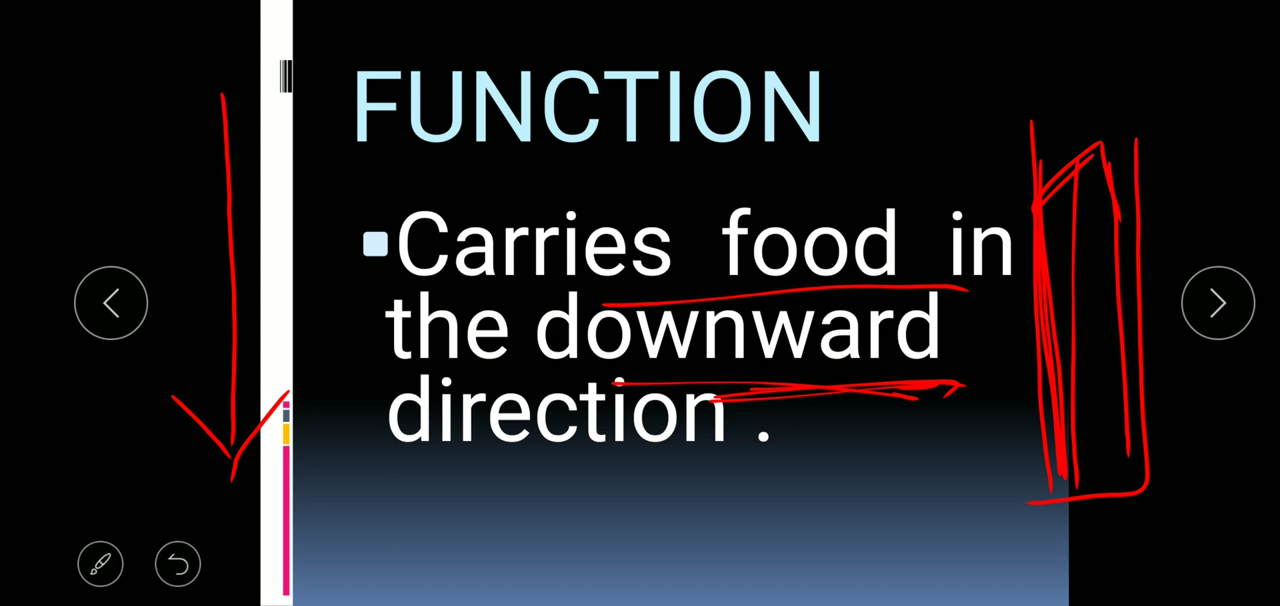 FUNCTION
▪Carries food in
the downward
direction .